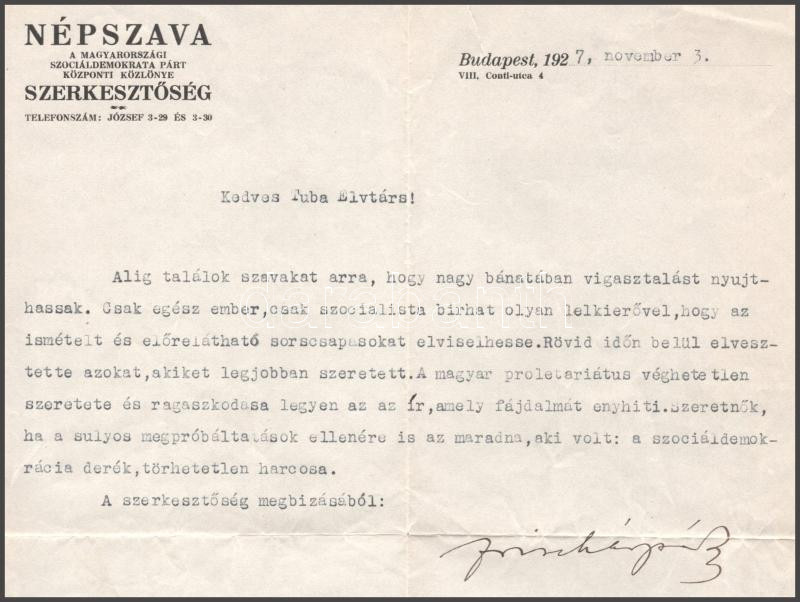 NÉPSZAVA
A MAGYARORSZÁGI
SZOCIÁLDEMOKRATA PÁRT
KÖZPONTI KÖZLÖNYE
SZERKESZTŐSÉG
TELEFONSZÁM: JÓZSEF 3-29 ÉS 3-30
Budapest, 1927, november 3.
VIII, Conti-utca 4
Kedves Tuba Elvtárs!
Alig találok szavakat arra, hogy nagy bánatában vigasztalást nyujt-
hassak. Csak egész ember,csak szocialista birhat olyan lelkierővel,hogy az
ismételt és előrelátható sorscsapasokat elviselhesse.Rövid időn belül elvesz-
tette azokat,akiket legjobban szeretett.A magyar proletariátus véghetetlen
szeretete és ragaszkodása legyen az az ír,amely fájdalmát enyhiti.Szeretnők,
ha a sulyos megpróbáltatások ellenére is az maradna,aki volt: a szociáldemok-
rácia derék,törhetetlen harcosa.
A szerkesztőség megbizásából: